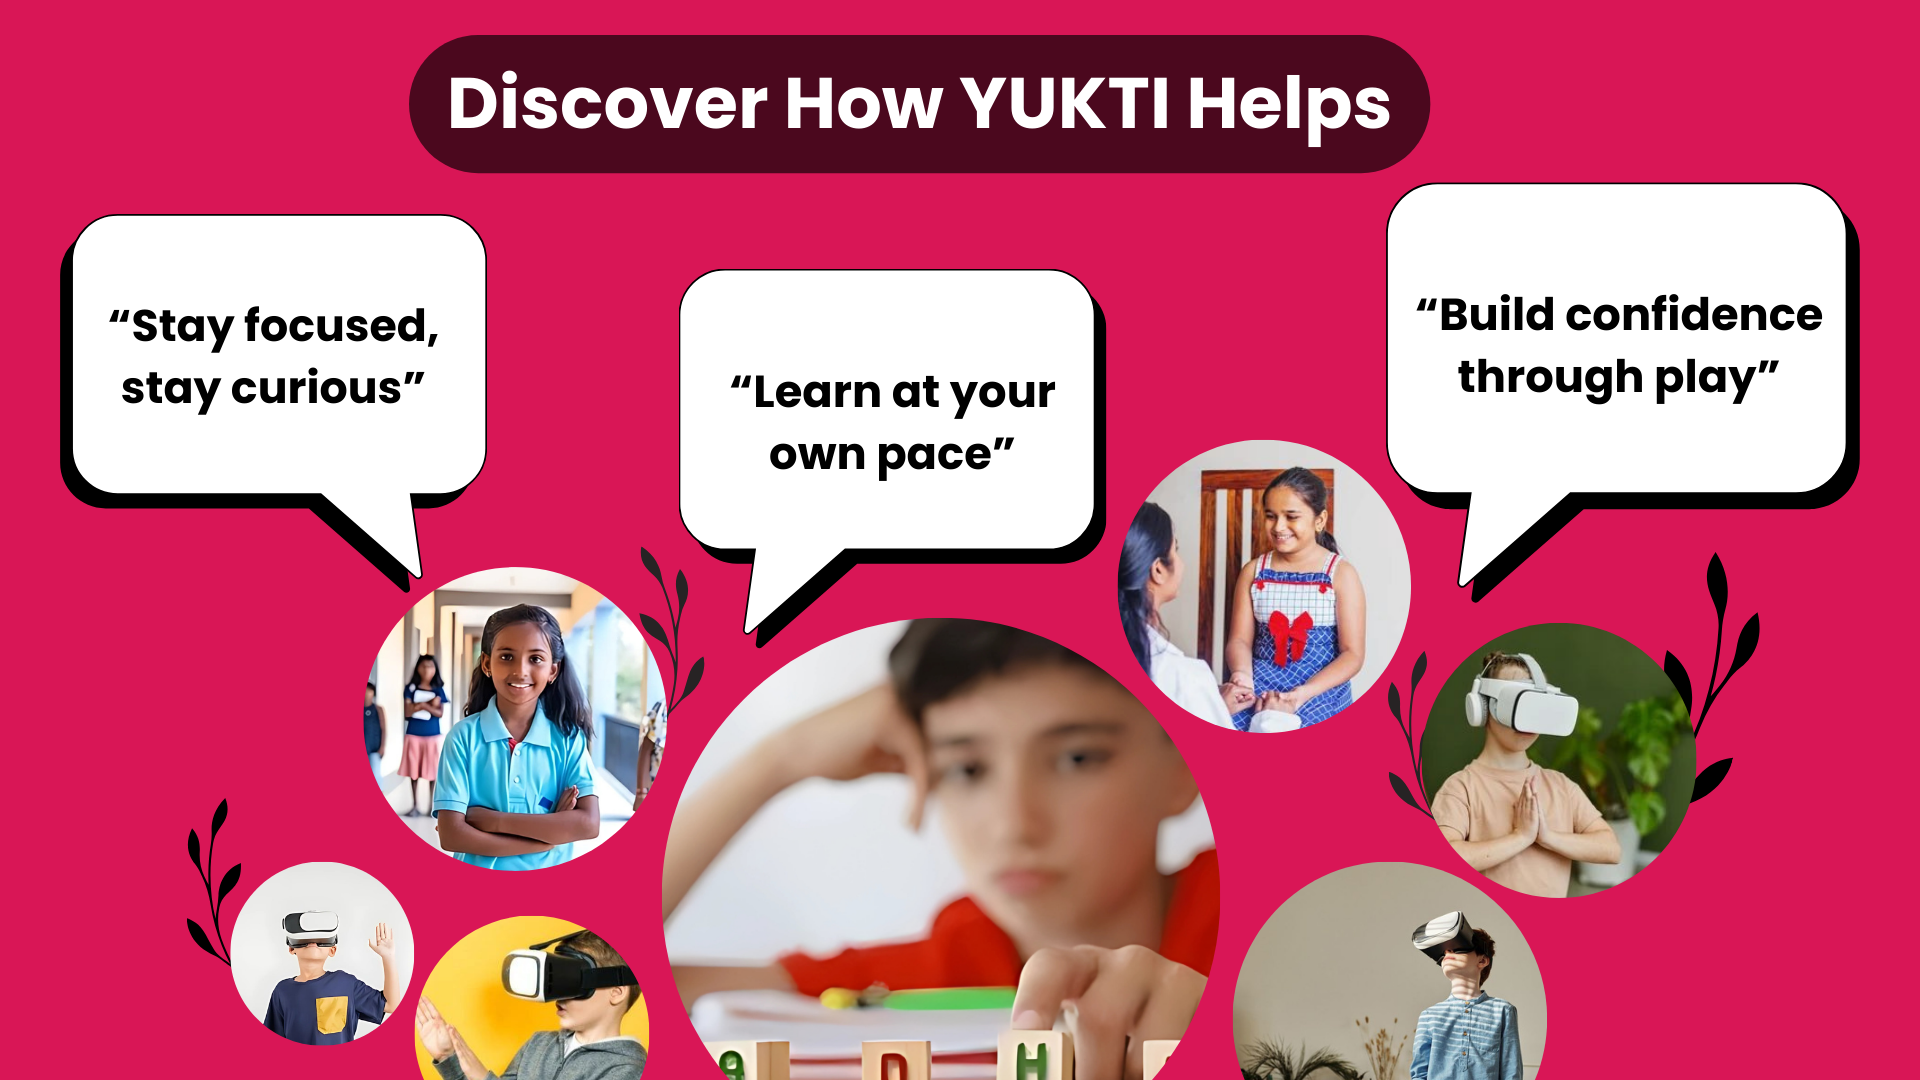 Discover How YUKTI Helps
“Stay focused,
stay curious”
“Learn at your
own pace”
“Build confidence
through play”
A D H